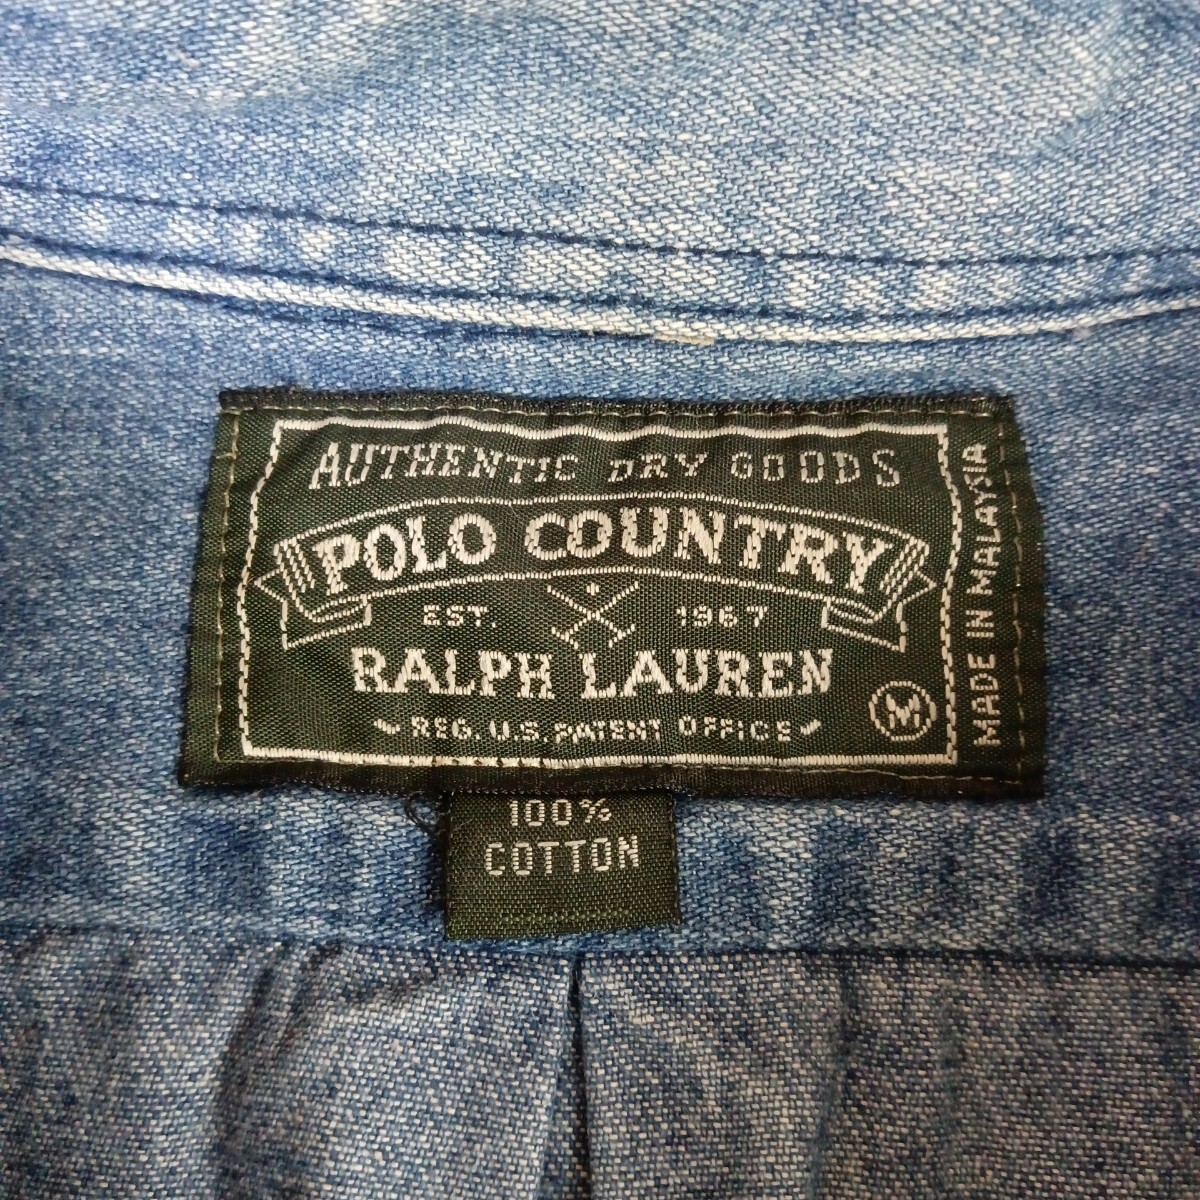 AUTHENTIC DRY GOODS
POLO COUNTRY
EST. 1967
RALPH LAUREN
REG. U.S. PATENT OFFICE
M
MADE IN MALAYSIA
100%
COTTON